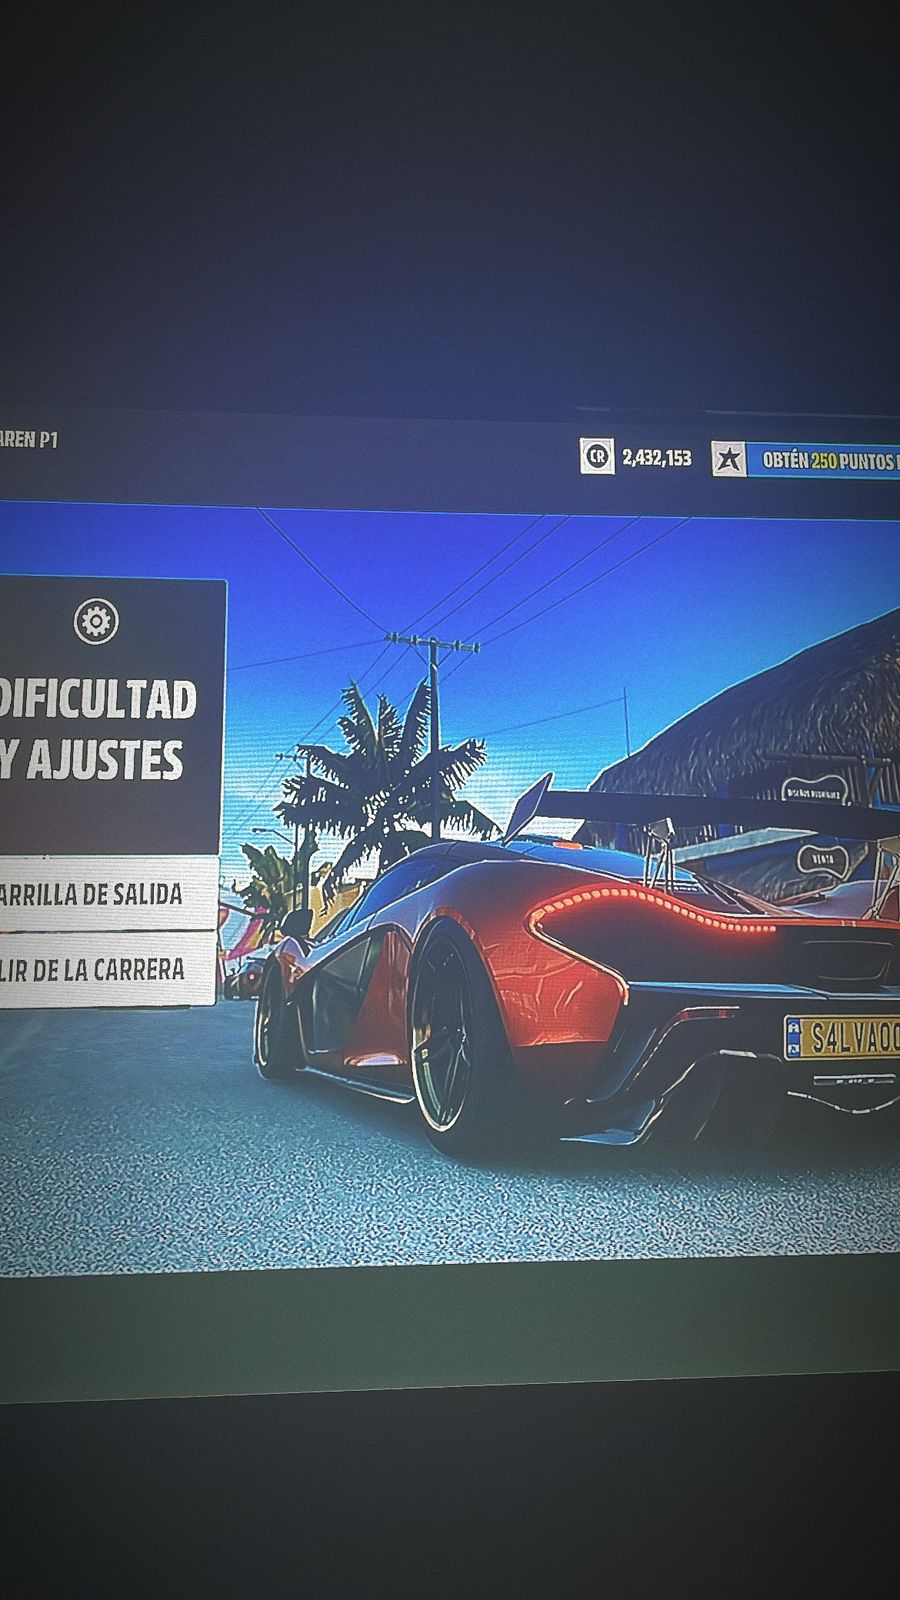 AREN P1
CR 2,432,153
OBTÉN 250 PUNTOS
DIFICULTAD
Y AJUSTES
ARRILLA DE SALIDA
LIR DE LA CARRERA
VENTA
S4LVA00